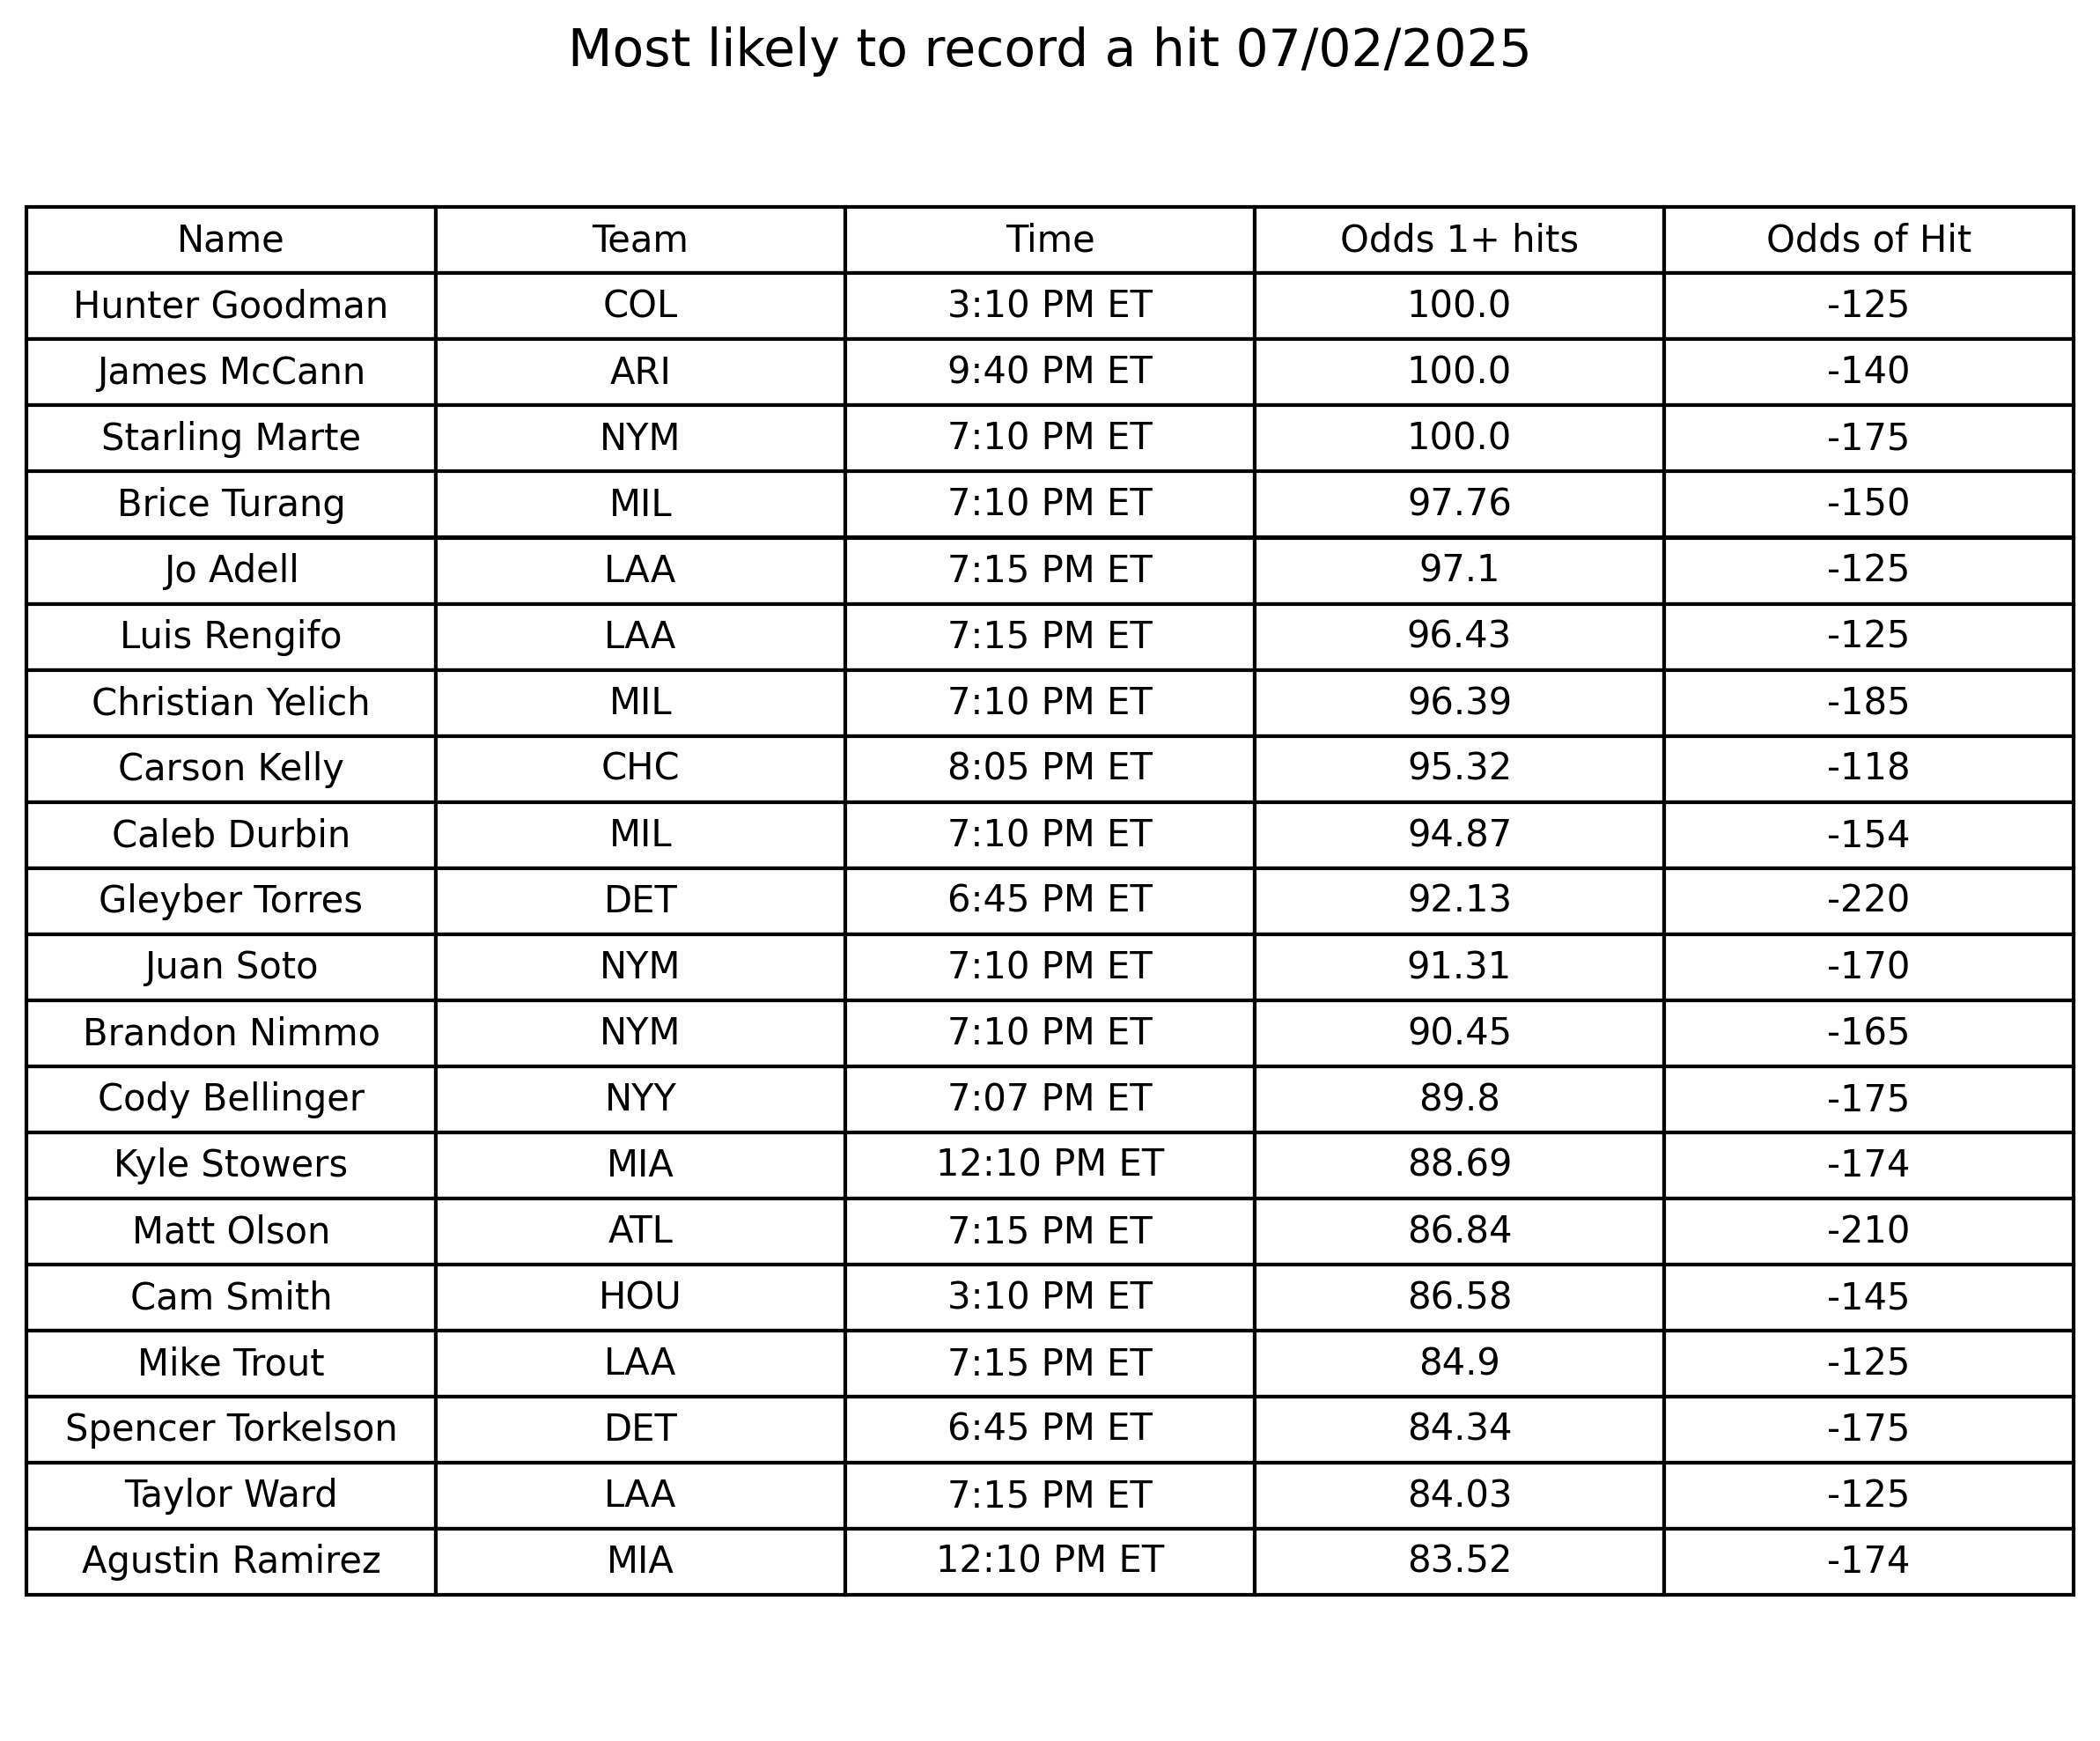 Most likely to record a hit 07/02/2025
Name Team Time Odds 1+ hits Odds of Hit
Hunter Goodman COL 3:10 PM ET 100.0 -125
James McCann ARI 9:40 PM ET 100.0 -140
Starling Marte NYM 7:10 PM ET 100.0 -175
Brice Turang MIL 7:10 PM ET 97.76 -150
Jo Adell LAA 7:15 PM ET 97.1 -125
Luis Rengifo LAA 7:15 PM ET 96.43 -125
Christian Yelich MIL 7:10 PM ET 96.39 -185
Carson Kelly CHC 8:05 PM ET 95.32 -118
Caleb Durbin MIL 7:10 PM ET 94.87 -154
Gleyber Torres DET 6:45 PM ET 92.13 -220
Juan Soto NYM 7:10 PM ET 91.31 -170
Brandon Nimmo NYM 7:10 PM ET 90.45 -165
Cody Bellinger NYY 7:07 PM ET 89.8 -175
Kyle Stowers MIA 12:10 PM ET 88.69 -174
Matt Olson ATL 7:15 PM ET 86.84 -210
Cam Smith HOU 3:10 PM ET 86.58 -145
Mike Trout LAA 7:15 PM ET 84.9 -125
Spencer Torkelson DET 6:45 PM ET 84.34 -175
Taylor Ward LAA 7:15 PM ET 84.03 -125
Agustin Ramirez MIA 12:10 PM ET 83.52 -174